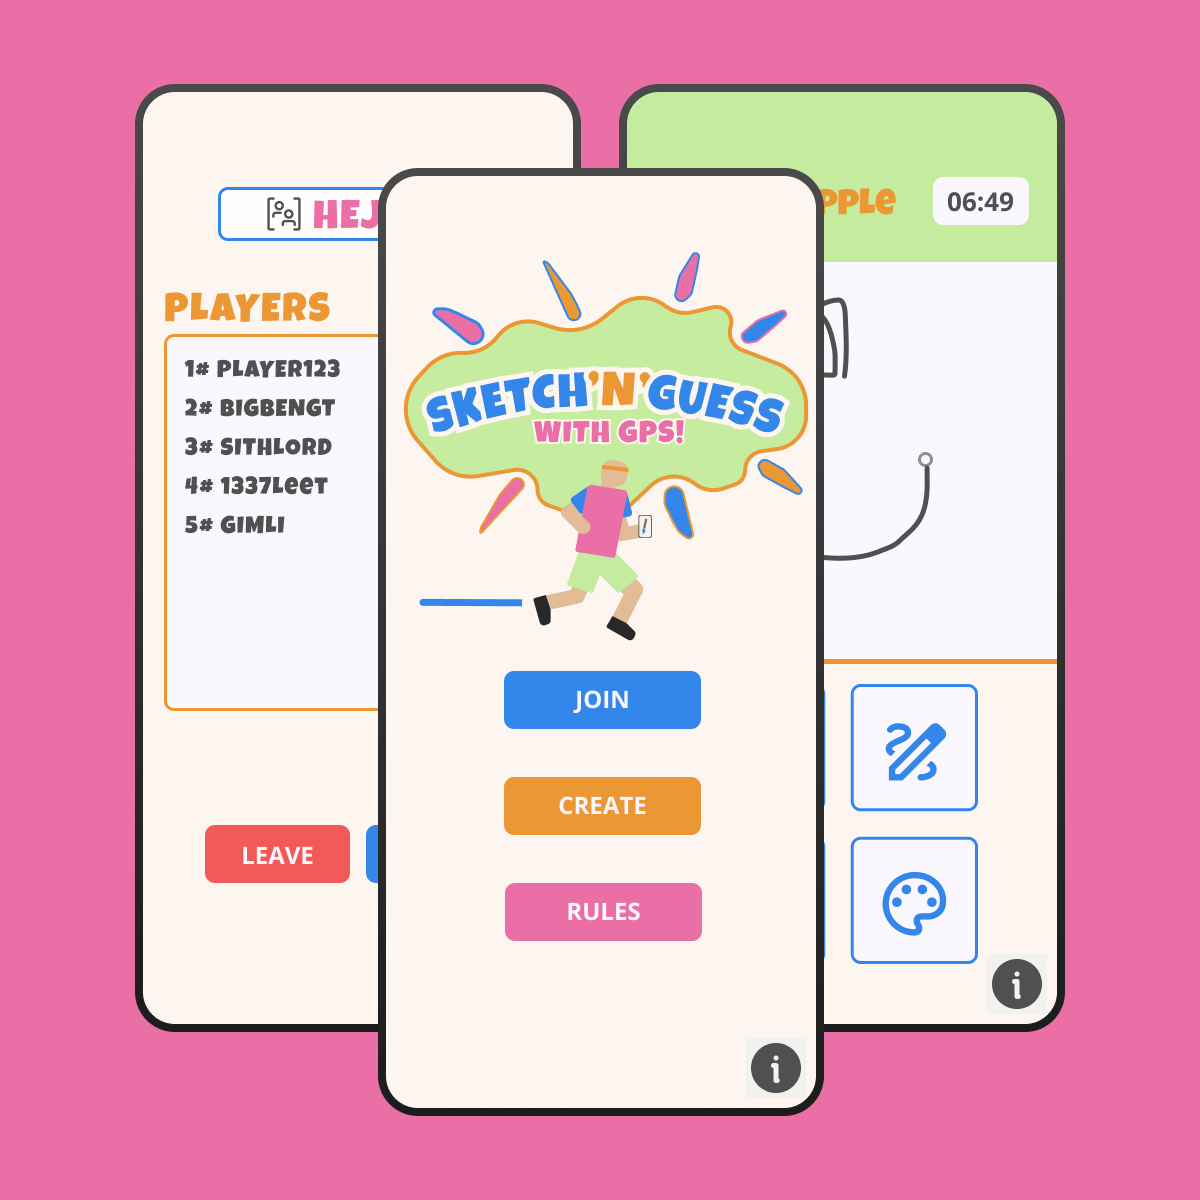 HEJ
PLAYERS
1# PLAYER123
2# BIGBENGT
3# SITHLORD
4# 1337LeeT
5# GIMLI
LEAVE
SKETCH'N'GUESS
WITH GPS!
JOIN
CREATE
RULES
PPLe
06:49